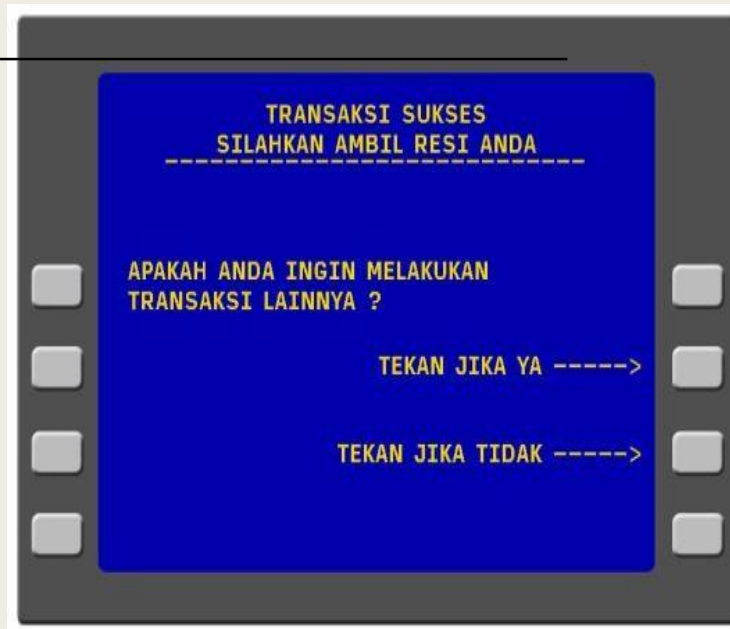 TRANSAKSI SUKSES
SILAHKAN AMBIL RESI ANDA
----------------------------
APAKAH ANDA INGIN MELAKUKAN
TRANSAKSI LAINNYA ?
TEKAN JIKA YA ----->
TEKAN JIKA TIDAK ----->